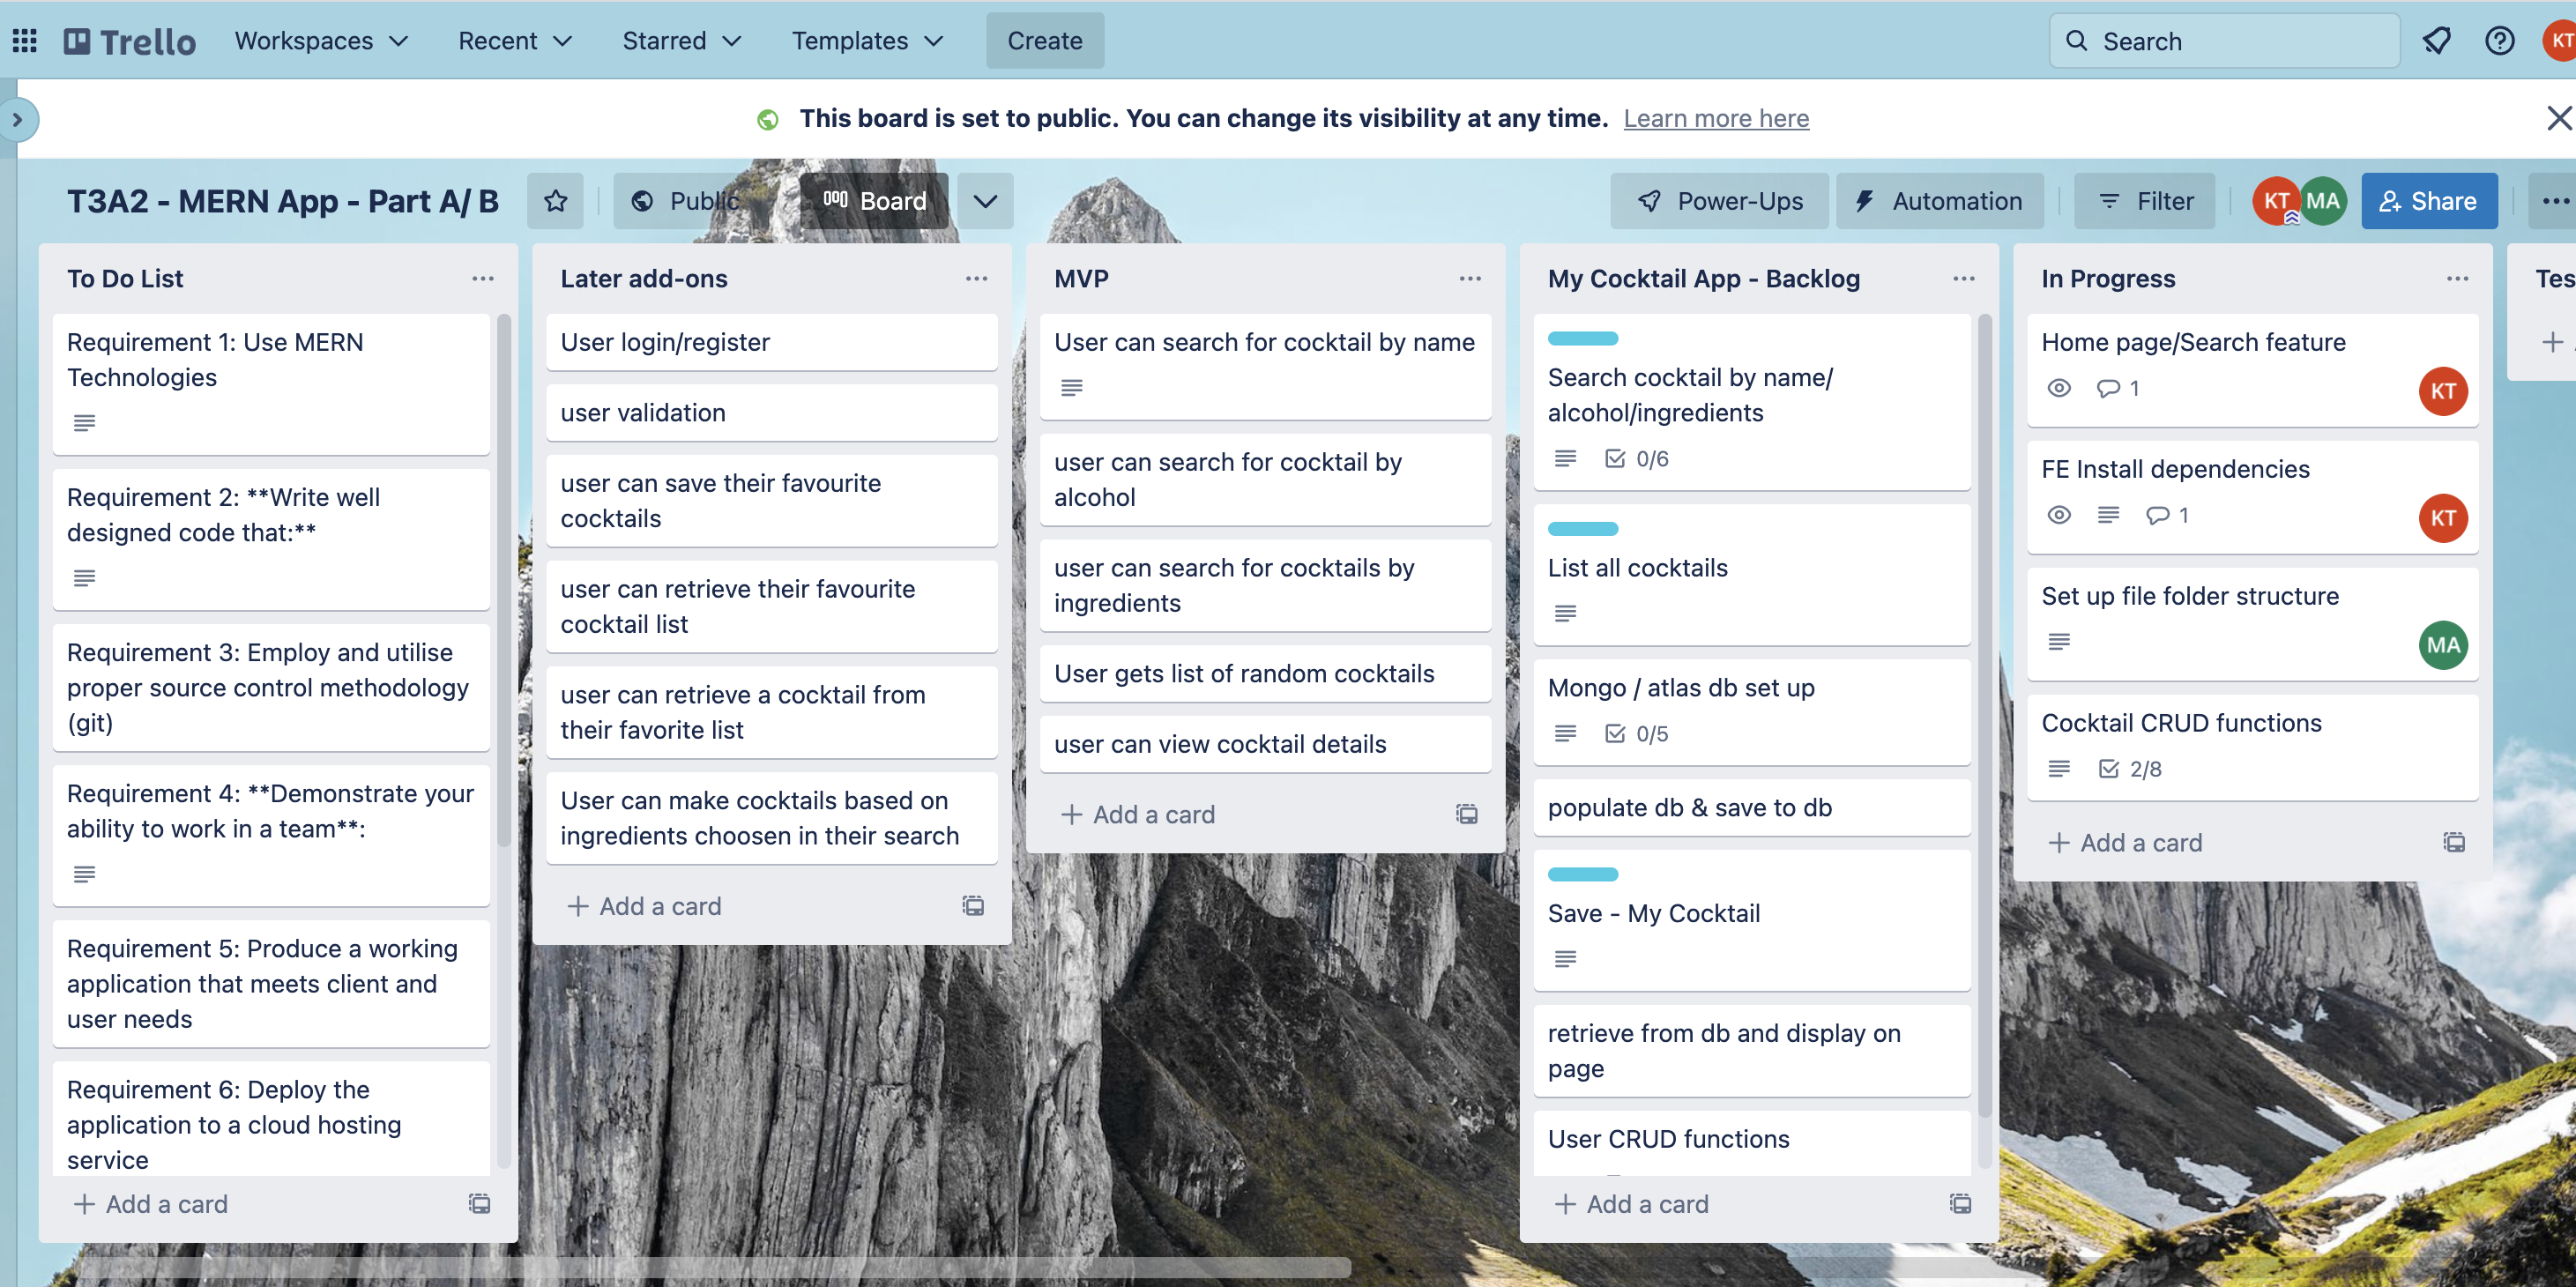 Trello
Workspaces
Recent
Starred
Templates
Create
Search
KT
This board is set to public. You can change its visibility at any time. Learn more here
T3A2 - MERN App - Part A/ B
Public
Board
Power-Ups
Automation
Filter
KT
MA
Share
To Do List
Requirement 1: Use MERN
Technologies
Requirement 2: **Write well
designed code that:**
Requirement 3: Employ and utilise
proper source control methodology
(git)
Requirement 4: **Demonstrate your
ability to work in a team**:
Requirement 5: Produce a working
application that meets client and
user needs
Requirement 6: Deploy the
application to a cloud hosting
service
Add a card
Later add-ons
User login/register
user validation
user can save their favourite
cocktails
user can retrieve their favourite
cocktail list
user can retrieve a cocktail from
their favorite list
User can make cocktails based on
ingredients choosen in their search
Add a card
MVP
User can search for cocktail by name
user can search for cocktail by
alcohol
user can search for cocktails by
ingredients
User gets list of random cocktails
user can view cocktail details
Add a card
My Cocktail App - Backlog
Search cocktail by name/
alcohol/ingredients
0/6
List all cocktails
Mongo / atlas db set up
0/5
populate db & save to db
Save - My Cocktail
retrieve from db and display on
page
User CRUD functions
Add a card
In Progress
Home page/Search feature
1
KT
FE Install dependencies
1
KT
Set up file folder structure
MA
Cocktail CRUD functions
2/8
Add a card
Tes